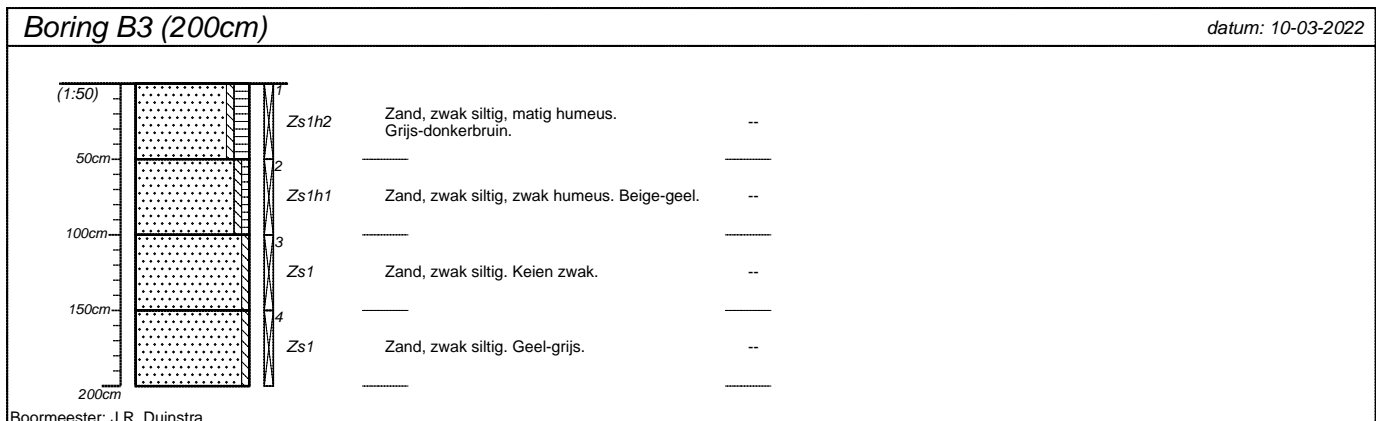 Boring B3 (200cm)
datum: 10-03-2022
(1:50)
1
Zs1h2
Zand, zwak siltig, matig humeus.
Grijs-donkerbruin.
--
50cm
2
Zs1h1
Zand, zwak siltig, zwak humeus. Beige-geel.
--
100cm
3
Zs1
Zand, zwak siltig. Keien zwak.
--
150cm
4
Zs1
Zand, zwak siltig. Geel-grijs.
--
200cm
Boormeester: J.R. Duinstra